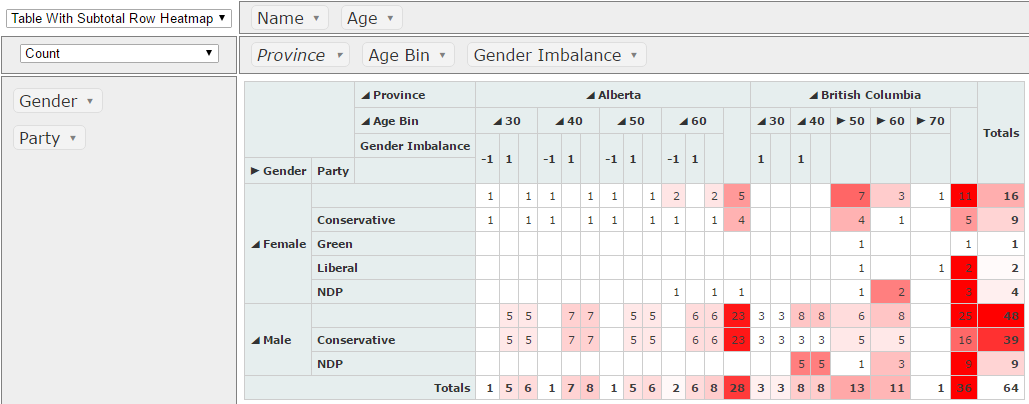 Table With Subtotal Row Heatmap
Name Age
Count
Province Age Bin Gender Imbalance
Gender
Party
Province Alberta British Columbia Totals
Age Bin 30 40 50 60 30 40 50 60 70
Gender Imbalance -1 1 -1 1 -1 1 -1 1 1 1
Gender Party
Female 1 1 1 1 1 1 2 2 5 7 3 1 11 16
Conservative 1 1 1 1 1 1 1 1 4 4 1 5 9
Green 1 1 1
Liberal 1 1 2 2
NDP 1 1 1 1 2 3 4
Male 5 5 7 7 5 5 6 6 23 3 3 8 8 6 8 25 48
Conservative 5 5 7 7 5 5 6 6 23 3 3 3 3 5 5 16 39
NDP 5 5 1 3 9 9
Totals 1 5 6 1 7 8 1 5 6 2 6 8 28 3 3 8 8 13 11 1 36 64